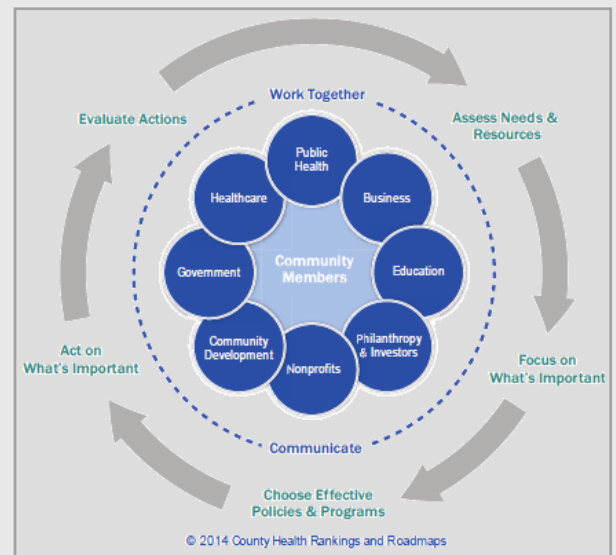 Work Together
Evaluate Actions
Assess Needs &
Resources
Public
Health
Healthcare
Business
Community
Members
Government
Education
Community
Development
Philanthropy
& Investors
Nonprofits
Act on
What's Important
Focus on
What's Important
Communicate
Choose Effective
Policies & Programs
© 2014 County Health Rankings and Roadmaps